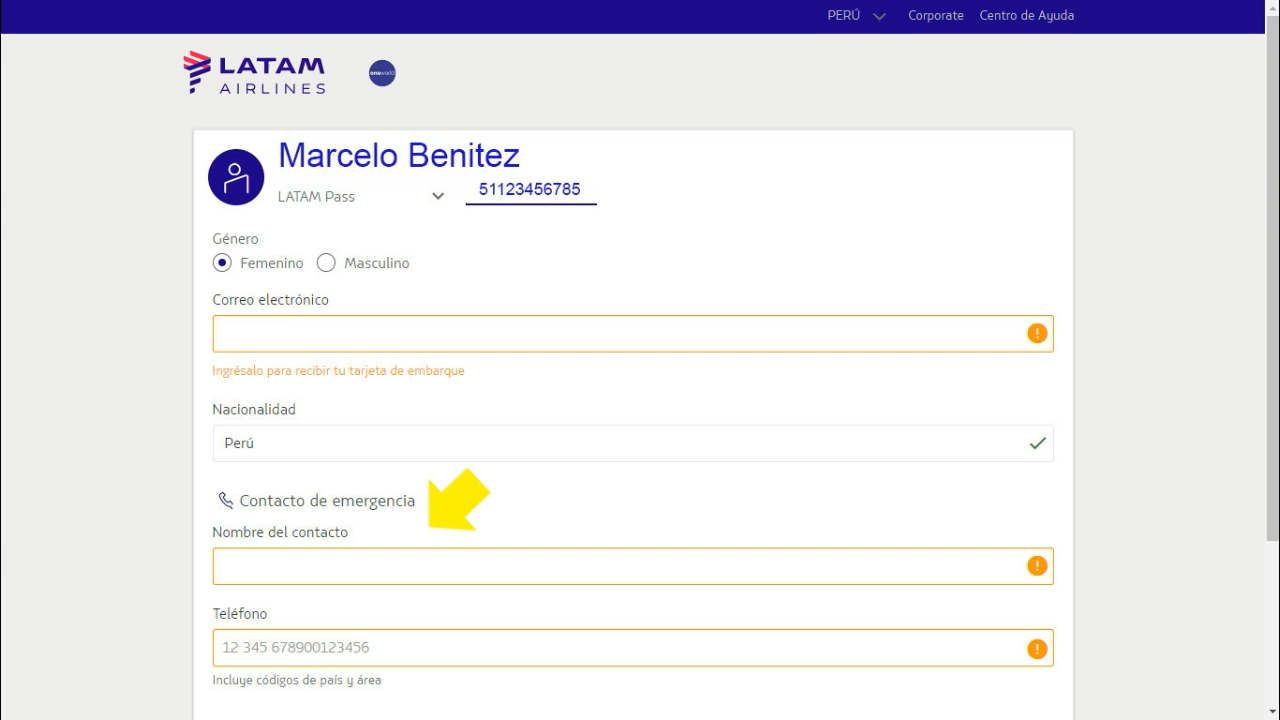 PERÚ Corporate Centro de Ayuda
LATAM
AIRLINES
oneworld
Marcelo Benitez
LATAM Pass 51123456785
Género
Femenino Masculino
Correo electrónico
!
Ingrésalo para recibir tu tarjeta de embarque
Nacionalidad
Perú
Contacto de emergencia
Nombre del contacto
!
Teléfono
12 345 678900123456 !
Incluye códigos de país y área